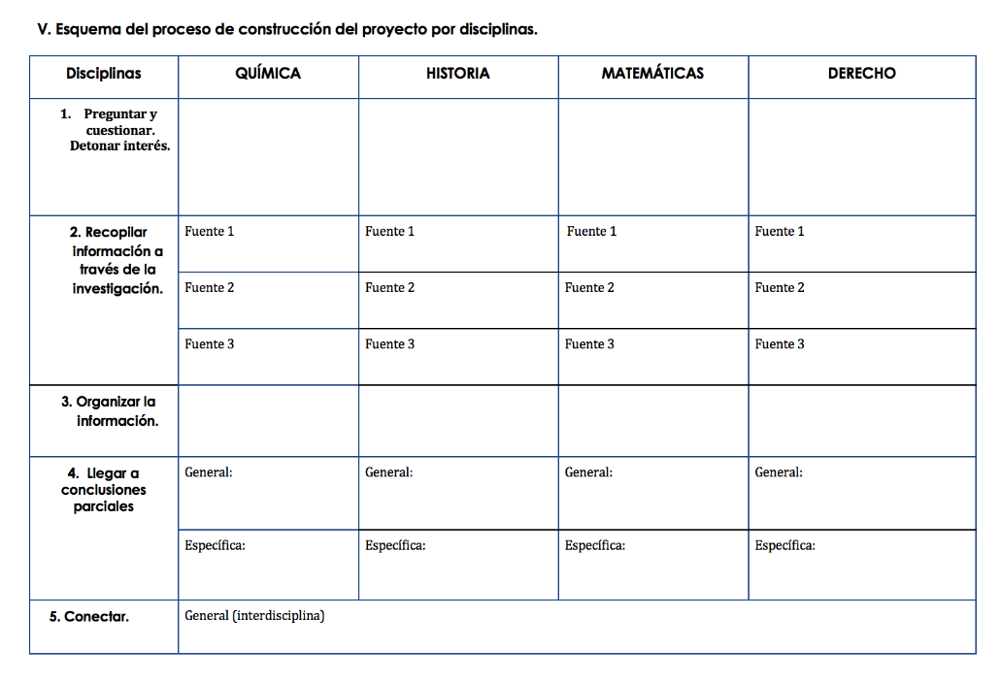 V. Esquema del proceso de construcción del proyecto por disciplinas.
Disciplinas QUÍMICA HISTORIA MATEMÁTICAS DERECHO
1. Preguntar y
cuestionar.
Detonar interés.
2. Recopilar
información a
través de la
investigación.
Fuente 1 Fuente 1 Fuente 1 Fuente 1
Fuente 2 Fuente 2 Fuente 2 Fuente 2
Fuente 3 Fuente 3 Fuente 3 Fuente 3
3. Organizar la
información.
4. Llegar a
conclusiones
parciales
General: General: General: General:
Específica: Específica: Específica: Específica:
5. Conectar. General (interdisciplina)